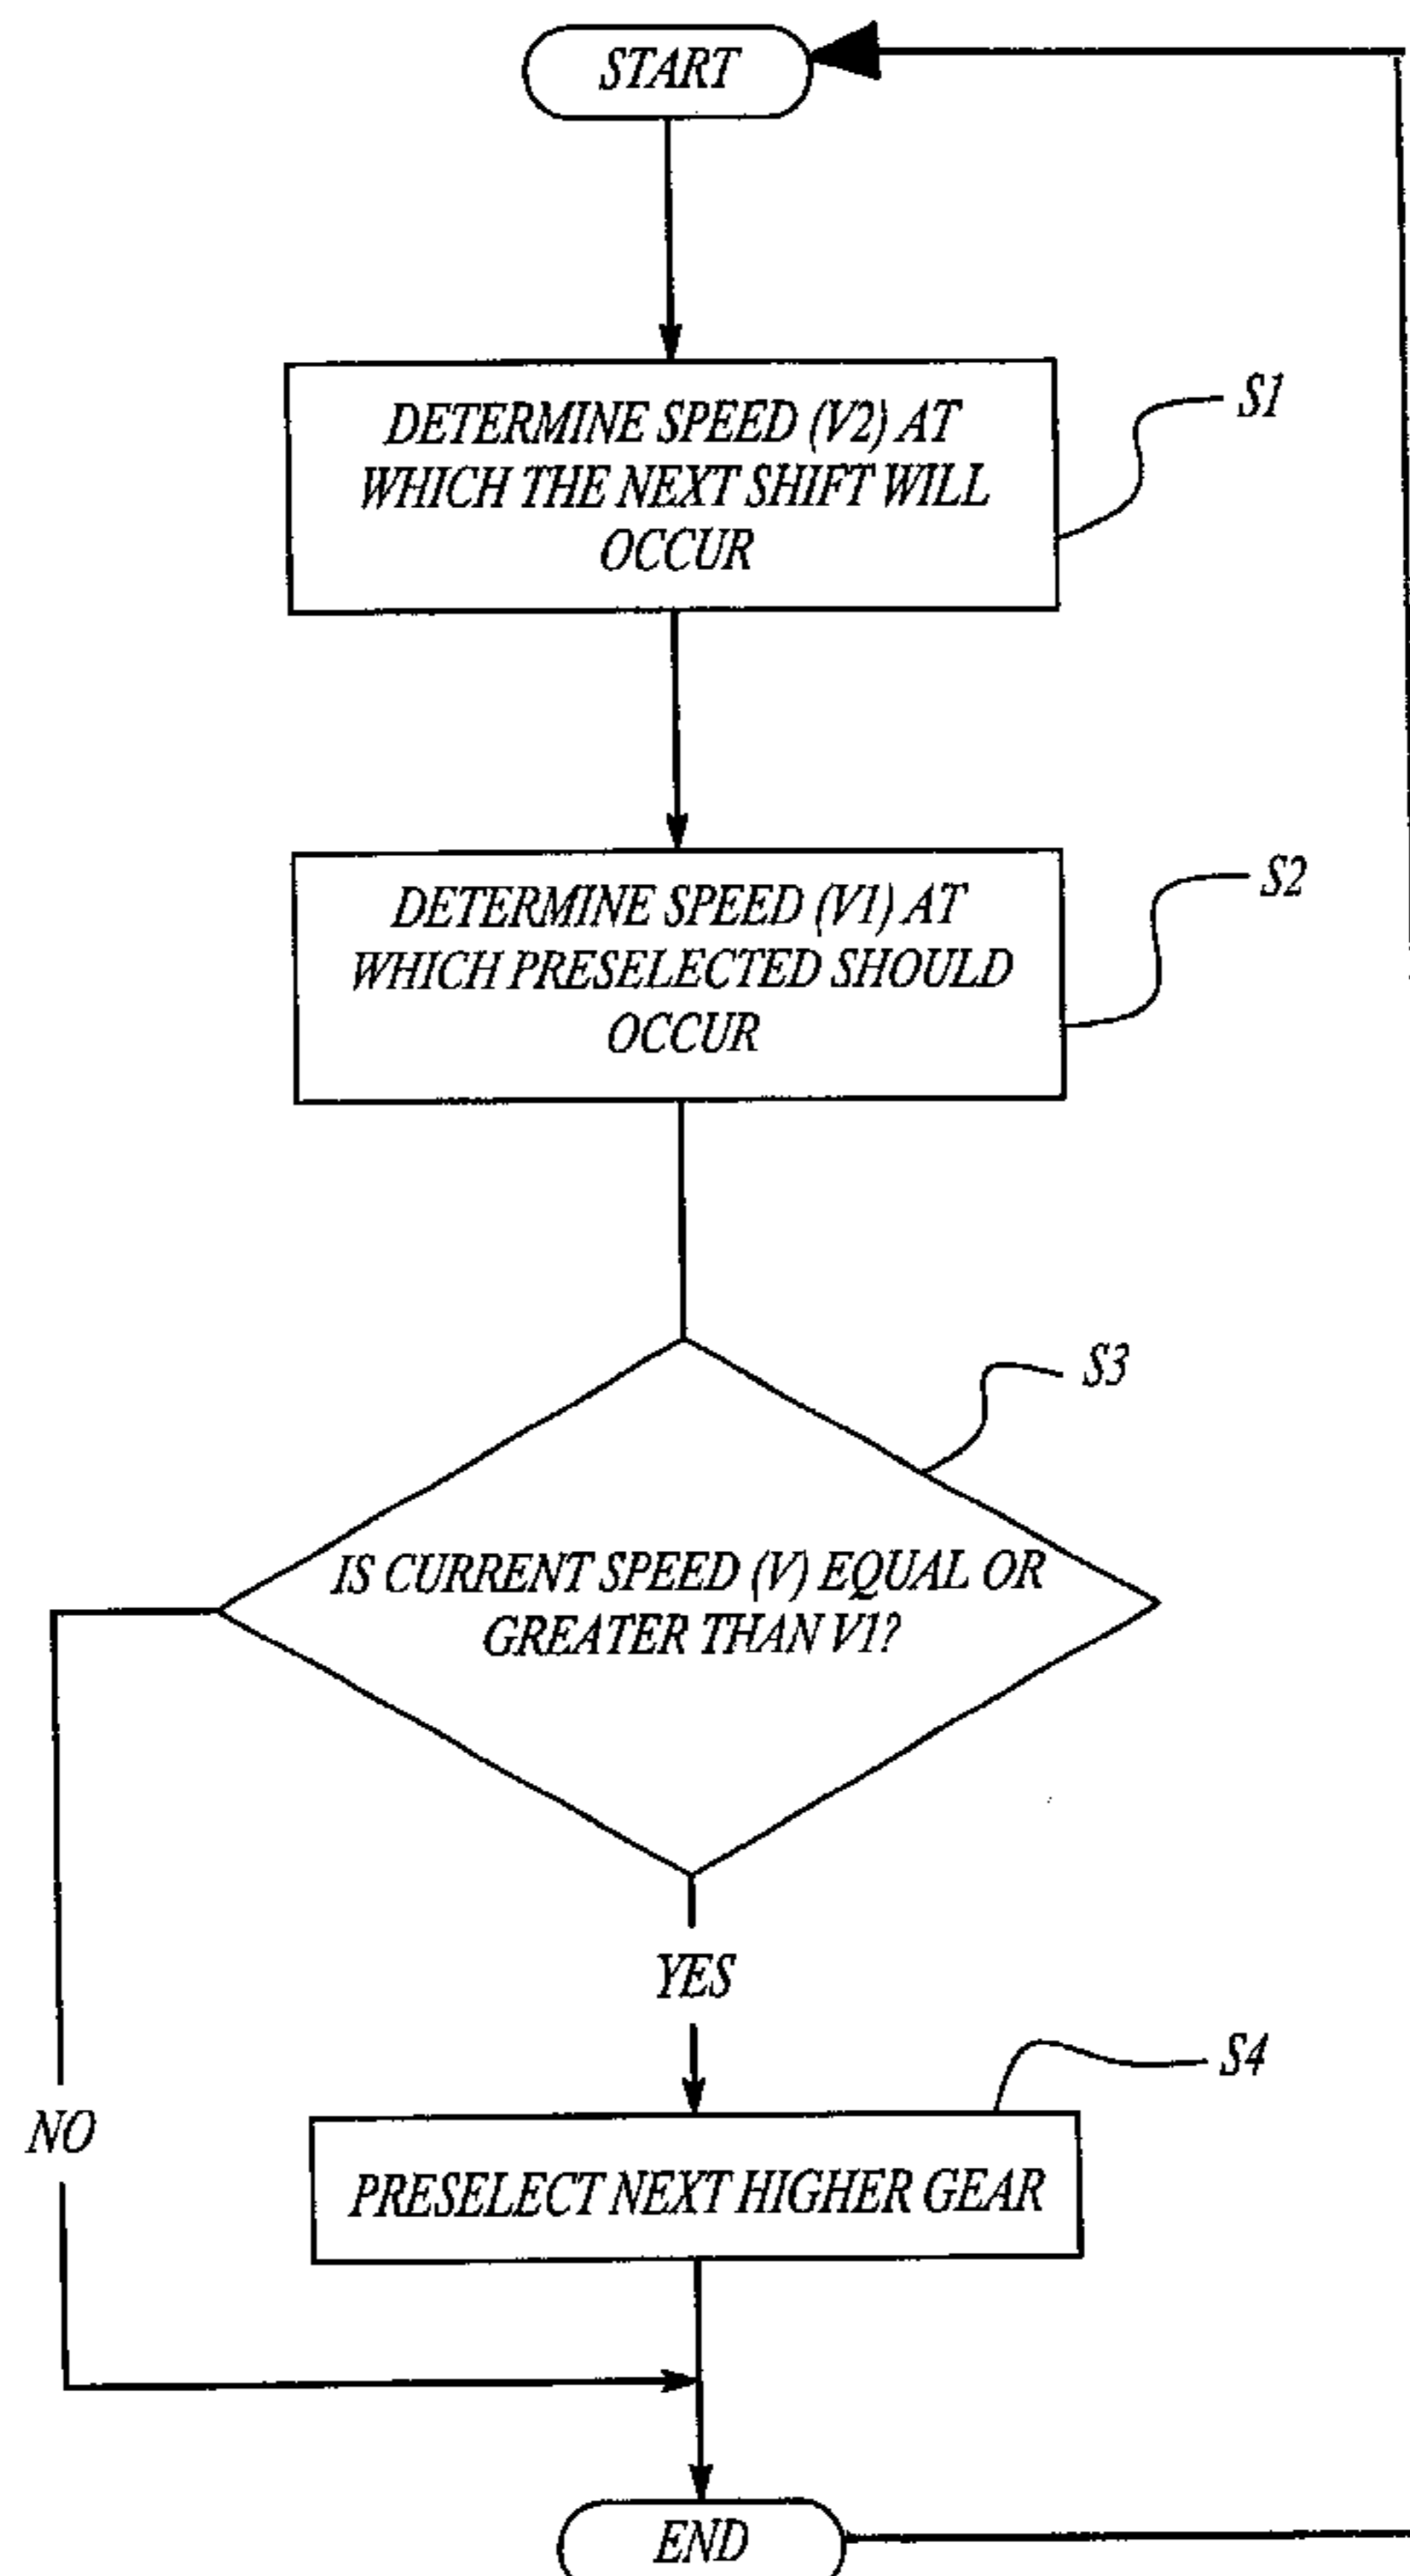 START
DETERMINE SPEED (V2) AT
WHICH THE NEXT SHIFT WILL
OCCUR
S1
DETERMINE SPEED (V1) AT
WHICH PRESELECTED SHOULD
OCCUR
S2
S3
IS CURRENT SPEED (V) EQUAL OR
GREATER THAN V1?
YES
S4
NO
PRESELECT NEXT HIGHER GEAR
END